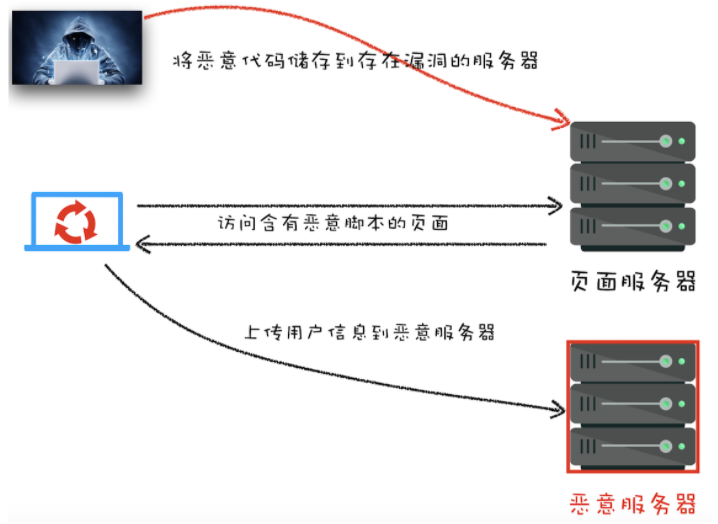 将恶意代码储存到存在漏洞的服务器
访问含有恶意脚本的页面
页面服务器
上传用户信息到恶意服务器
恶意服务器